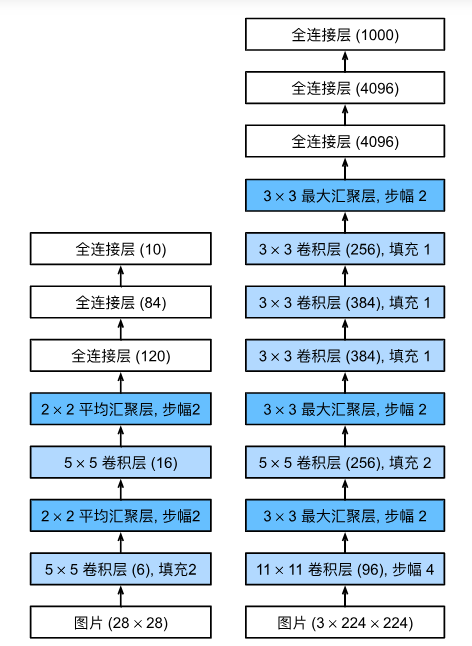 全连接层 (10)
全连接层 (84)
全连接层 (120)
2 × 2 平均汇聚层, 步幅2
5 × 5 卷积层 (16)
2 × 2 平均汇聚层, 步幅2
5 × 5 卷积层 (6), 填充2
图片 (28 × 28)
全连接层 (1000)
全连接层 (4096)
全连接层 (4096)
3 × 3 最大汇聚层, 步幅 2
3 × 3 卷积层 (256), 填充 1
3 × 3 卷积层 (384), 填充 1
3 × 3 卷积层 (384), 填充 1
3 × 3 最大汇聚层, 步幅 2
5 × 5 卷积层 (256), 填充 2
3 × 3 最大汇聚层, 步幅 2
11 × 11 卷积层 (96), 步幅 4
图片 (3 × 224 × 224)